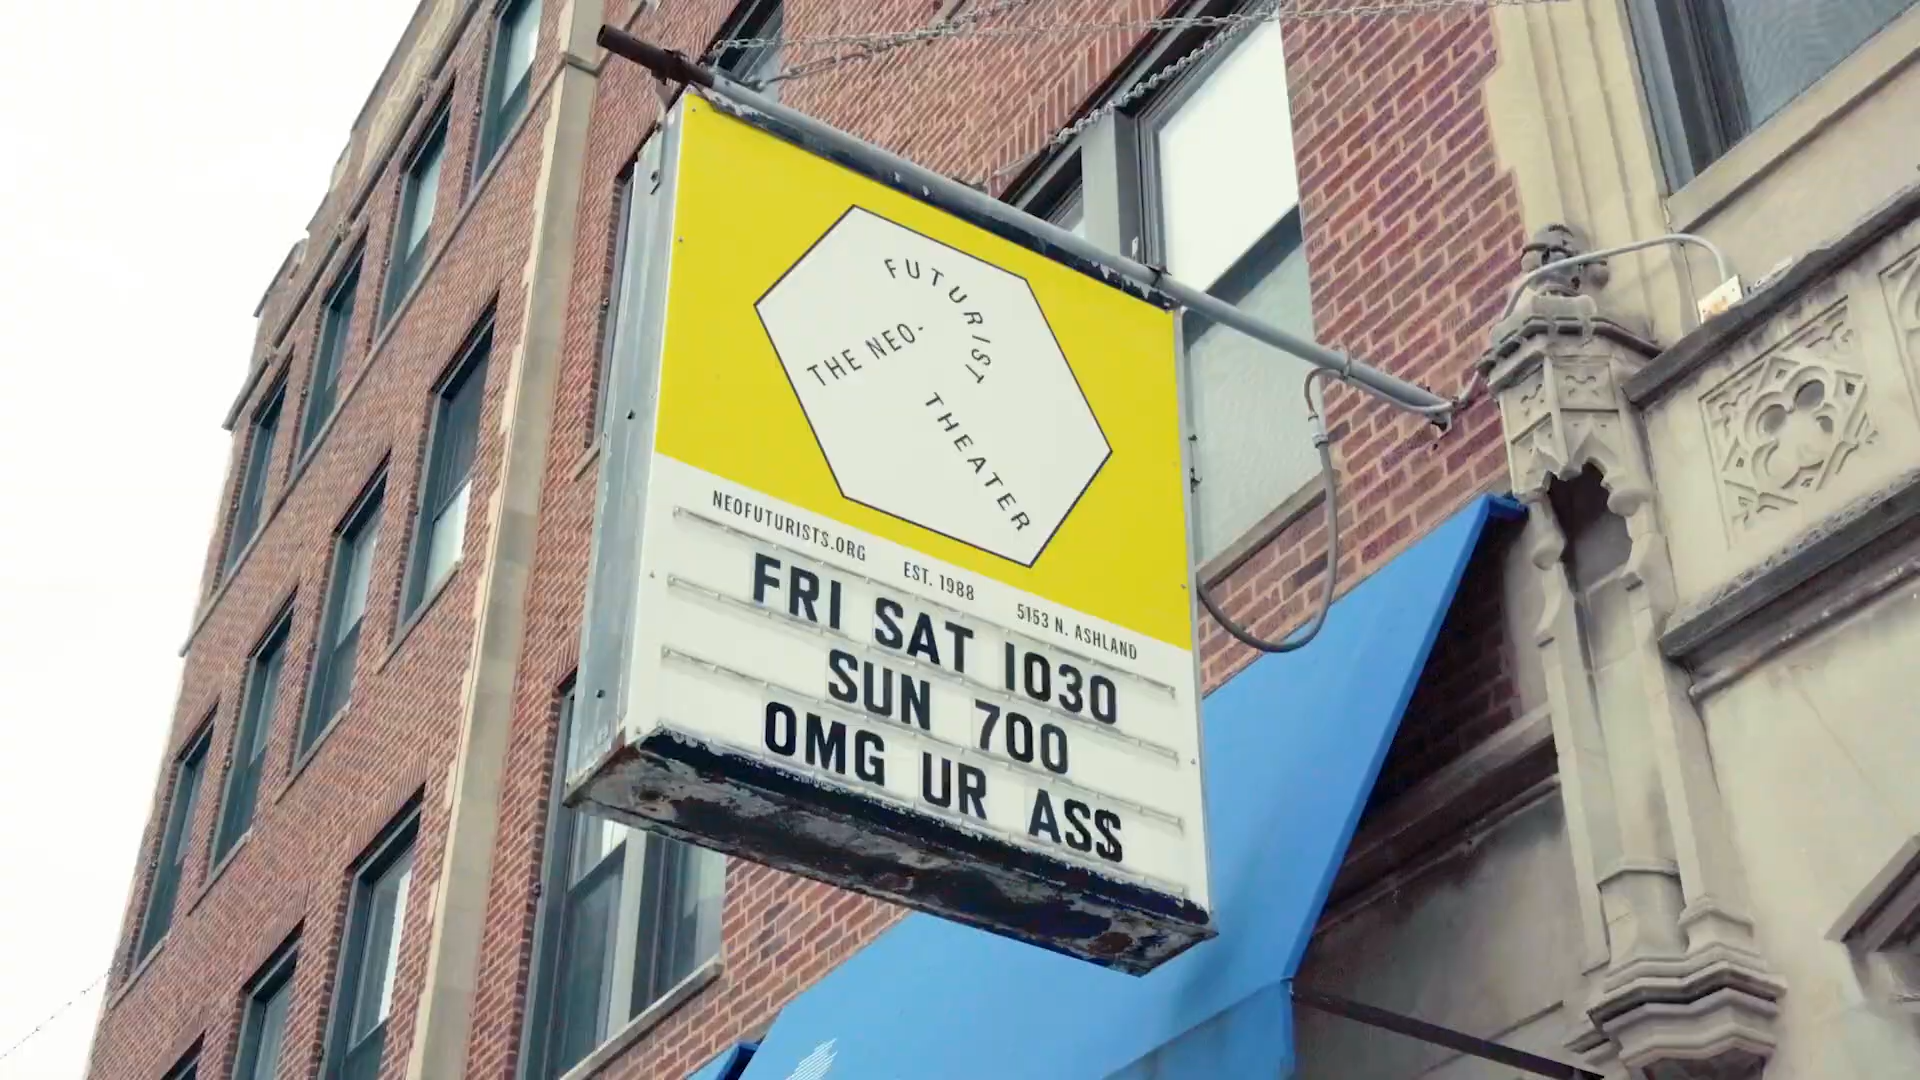 THE NEO-
FUTURIST
THEATER
NEOFUTURISTS.ORG EST. 1988 5153 N. ASHLAND
FRI SAT 1030
SUN 700
OMG UR ASS